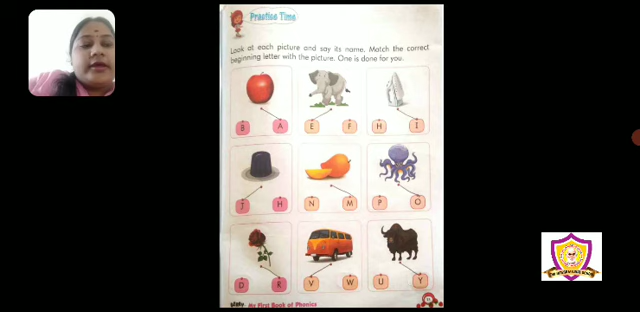 Practice Time
Look at each picture and say its name. Match the correct
beginning letter with the picture. One is done for you.
B A E F H I
J H N M P O
D R V W U Y
My First Book of Phonics